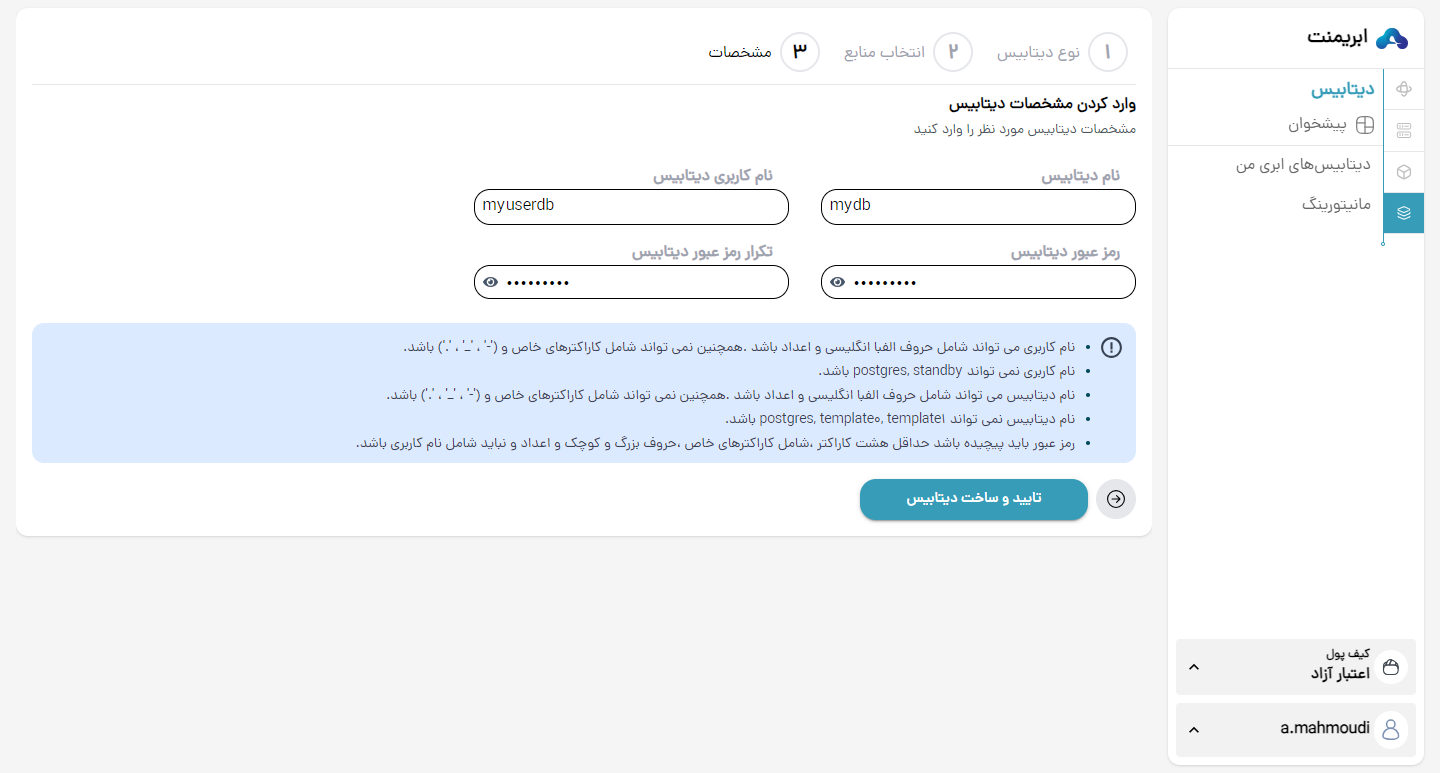 ابریمنت
دیتابیس
پیشخوان
دیتابیس‌های ابری من
مانیتورینگ
کیف پول
اعتبار آزاد
a.mahmoudi
۱ نوع دیتابیس ۲ انتخاب منابع ۳ مشخصات
وارد کردن مشخصات دیتابیس
مشخصات دیتابیس مورد نظر را وارد کنید
نام دیتابیس
mydb
نام کاربری دیتابیس
myuserdb
رمز عبور دیتابیس
•••••••••
تکرار رمز عبور دیتابیس
•••••••••
نام کاربری می تواند شامل حروف الفبا انگلیسی و اعداد باشد .همچنین نمی تواند شامل کاراکترهای خاص و ('-' ، '_' ، '.') باشد.
نام کاربری نمی تواند postgres, standby باشد.
نام دیتابیس می تواند شامل حروف الفبا انگلیسی و اعداد باشد .همچنین نمی تواند شامل کاراکترهای خاص و ('-' ، '_' ، '.') باشد.
نام دیتابیس نمی تواند postgres, template۰, template۱ باشد.
رمز عبور باید پیچیده باشد حداقل هشت کاراکتر ،شامل کاراکترهای خاص ،حروف بزرگ و کوچک و اعداد و نباید شامل نام کاربری باشد.
تایید و ساخت دیتابیس